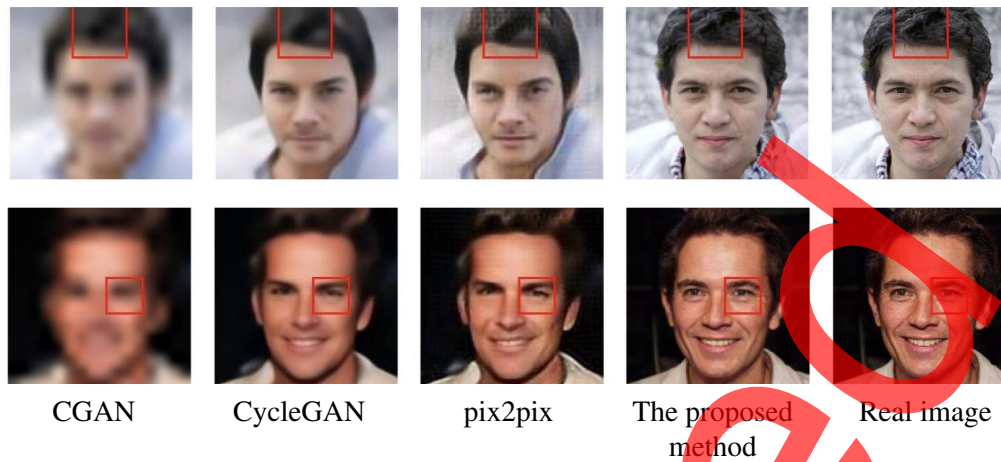 CGAN
CycleGAN
pix2pix
The proposed method
Real image